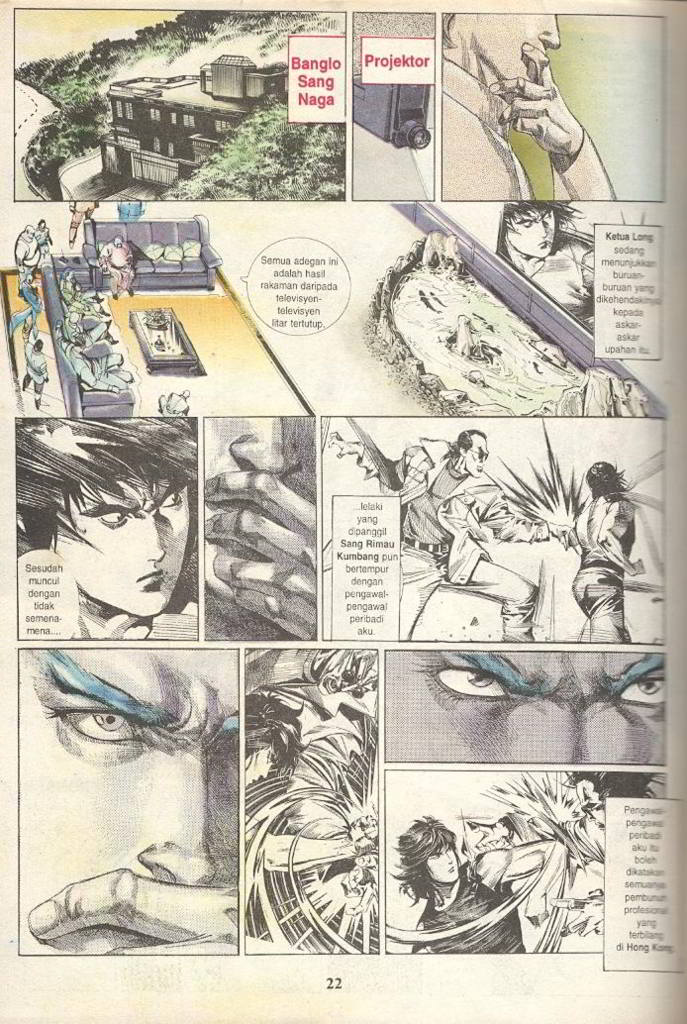 Banglo
Sang
Naga
Projektor
Semua adegan ini
adalah hasil
rakaman daripada
televisyen-
televisyen
litar tertutup.
Ketua Long
sedang
menunjukkan
buruan-
buruan yang
dikehendakinya
kepada
askar-
askar
upahan itu.
Sesudah
muncul
dengan
tidak
semena-
mena....
...lelaki
yang
dipanggil
Sang Rimau
Kumbang pun
bertempur
dengan
pengawal-
pengawal
peribadi
aku.
Pengawal-
pengawal
peribadi
aku itu
boleh
dikatakan
semuanya
pembunuh
profesional
yang
terbilang
di Hong Kong.
22